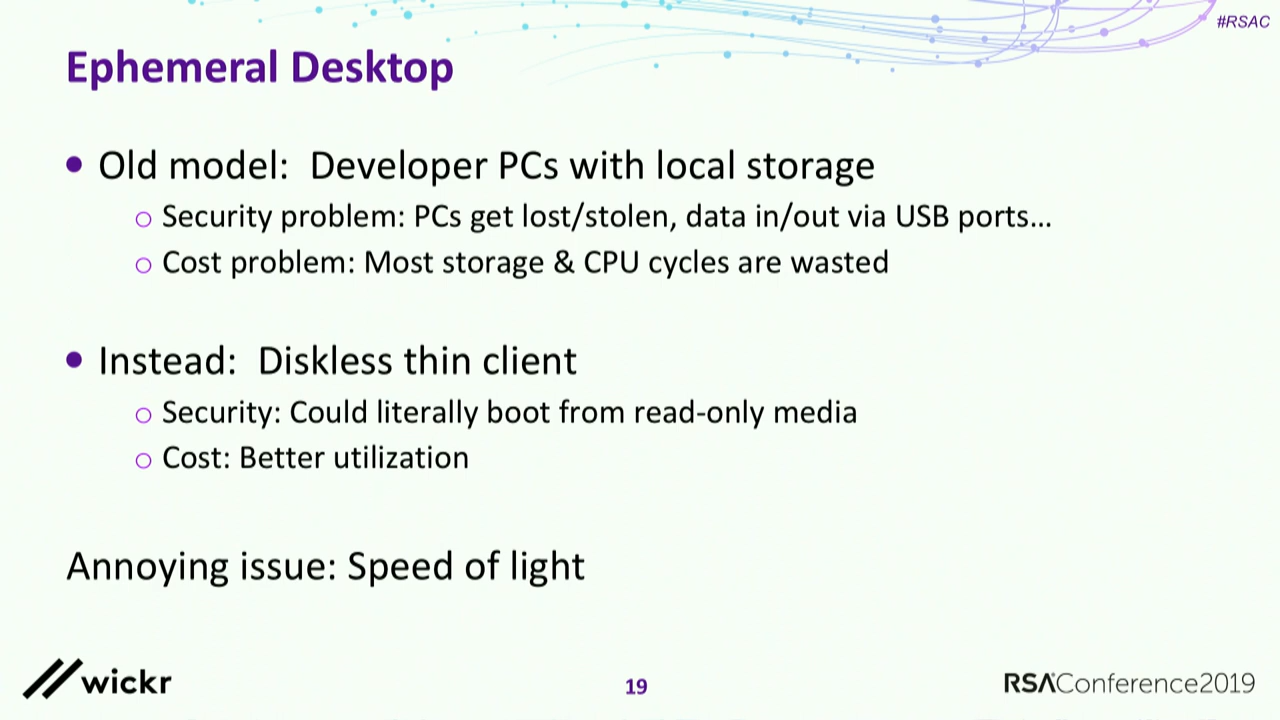 #RSAC
Ephemeral Desktop
• Old model:  Developer PCs with local storage
○ Security problem: PCs get lost/stolen, data in/out via USB ports…
○ Cost problem: Most storage & CPU cycles are wasted
• Instead:  Diskless thin client
○ Security: Could literally boot from read-only media
○ Cost: Better utilization
Annoying issue: Speed of light
wickr
19
RSAConference2019